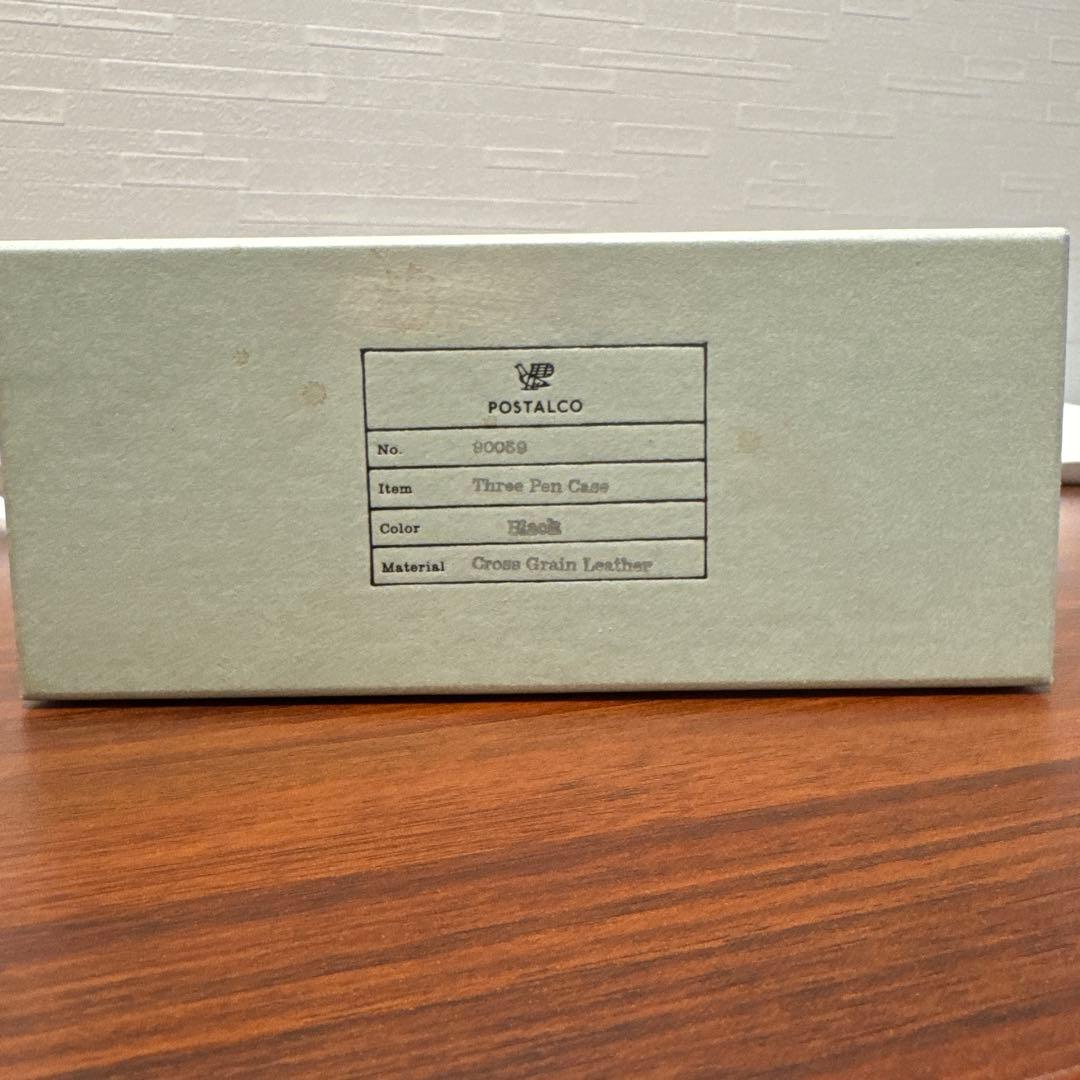 POSTALCO
No. 90059
Item Three Pen Case
Color Black
Material Cross Grain Leather